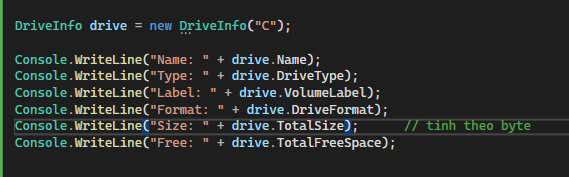 DriveInfo drive = new DriveInfo("C");
Console.WriteLine("Name: " + drive.Name);
Console.WriteLine("Type: " + drive.DriveType);
Console.WriteLine("Label: " + drive.VolumeLabel);
Console.WriteLine("Format: " + drive.DriveFormat);
Console.WriteLine("Size: " + drive.TotalSize);      // tinh theo byte
Console.WriteLine("Free: " + drive.TotalFreeSpace);